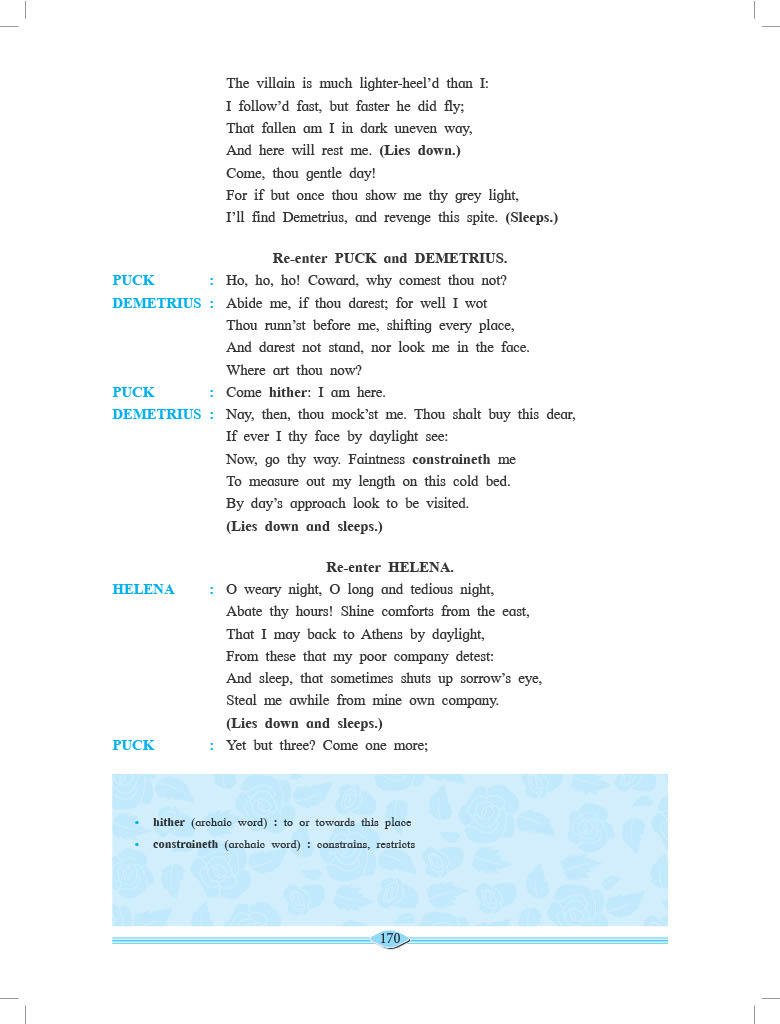 The villain is much lighter-heel'd than I:
I follow'd fast, but faster he did fly;
That fallen am I in dark uneven way,
And here will rest me. (Lies down.)
Come, thou gentle day!
For if but once thou show me thy grey light,
I'll find Demetrius, and revenge this spite. (Sleeps.)
Re-enter PUCK and DEMETRIUS.
PUCK : Ho, ho, ho! Coward, why comest thou not?
DEMETRIUS : Abide me, if thou darest; for well I wot
Thou runn'st before me, shifting every place,
And darest not stand, nor look me in the face.
Where art thou now?
PUCK : Come hither: I am here.
DEMETRIUS : Nay, then, thou mock'st me. Thou shalt buy this dear,
If ever I thy face by daylight see:
Now, go thy way. Faintness constraineth me
To measure out my length on this cold bed.
By day's approach look to be visited.
(Lies down and sleeps.)
Re-enter HELENA.
HELENA : O weary night, O long and tedious night,
Abate thy hours! Shine comforts from the east,
That I may back to Athens by daylight,
From these that my poor company detest:
And sleep, that sometimes shuts up sorrow's eye,
Steal me awhile from mine own company.
(Lies down and sleeps.)
PUCK : Yet but three? Come one more;
• hither (archaic word) : to or towards this place
• constraineth (archaic word) : constrains, restricts
170